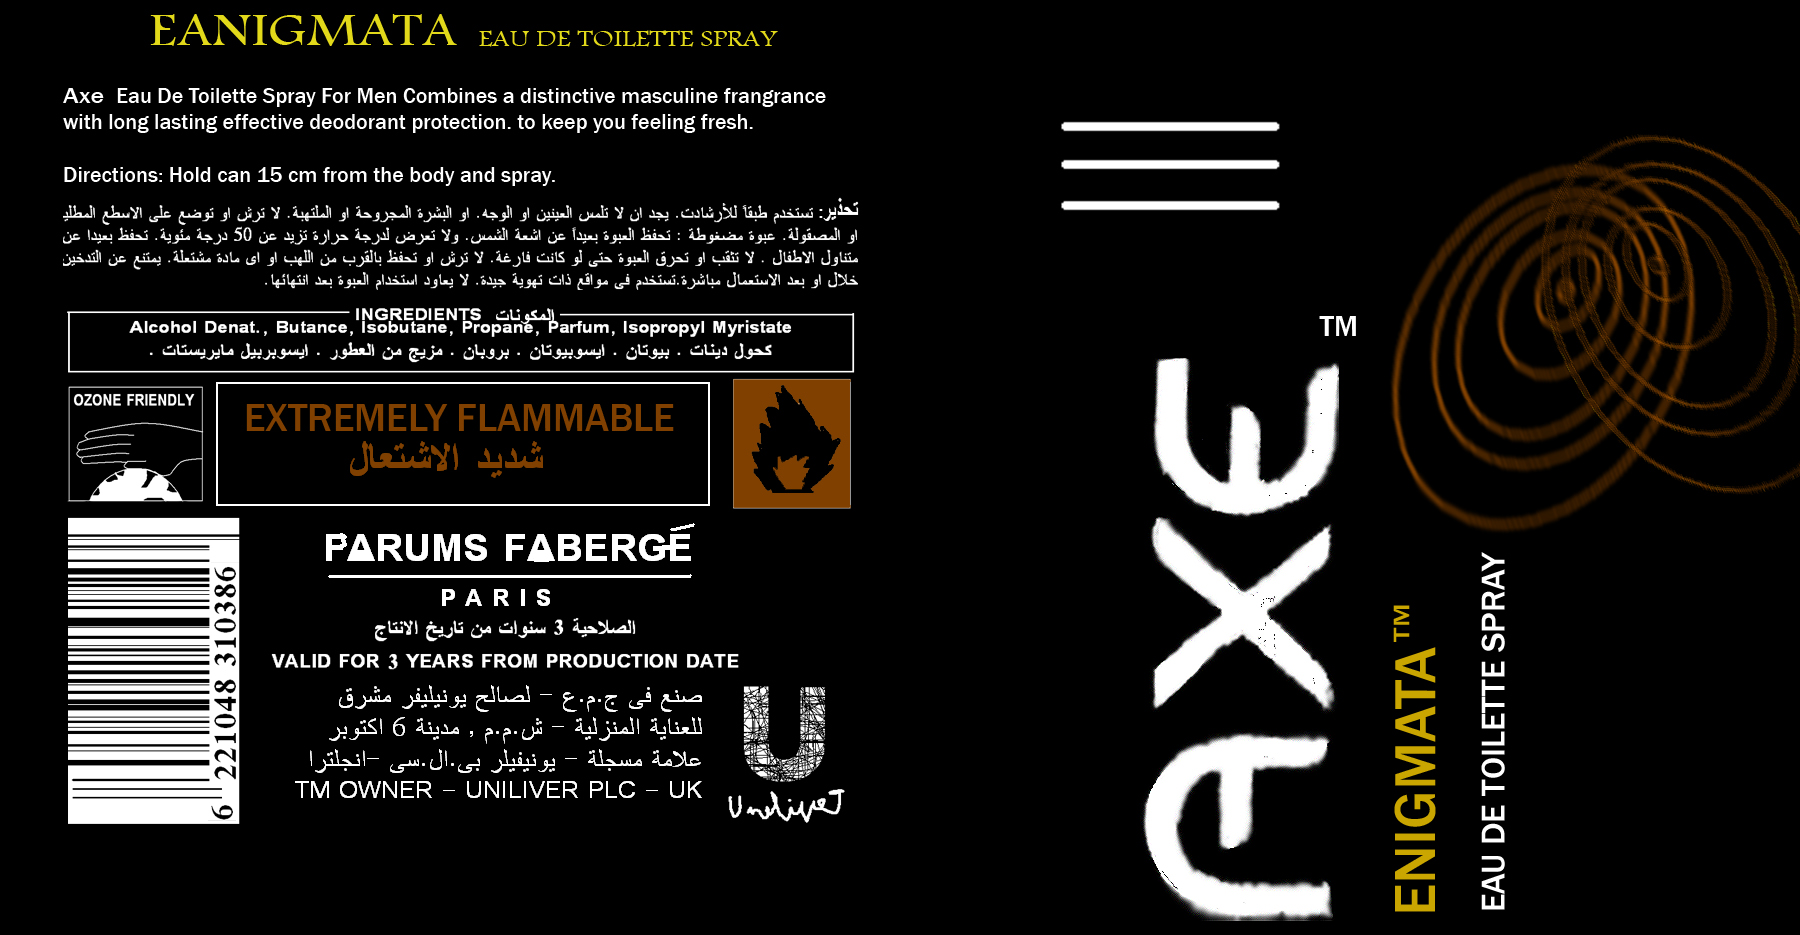 EANIGMATA EAU DE TOILETTE SPRAY
Axe Eau De Toilette Spray For Men Combines a distinctive masculine frangrance
with long lasting effective deodorant protection. to keep you feeling fresh.
Directions: Hold can 15 cm from the body and spray.
تحذير: تستخدم طبقاً للأرشادت. يجد ان لا تلمس العينين او الوجه. او البشرة المجروحة او الملتهبة. لا ترش او توضع على الاسطع المطلي
او المصقولة. عبوة مضغوطة : تحفظ العبوة بعيداً عن اشعة الشمس. ولا تعرض لدرجة حرارة تزيد عن 50 درجة مئوية. تحفظ بعيدا عن
متناول الاطفال . لا تثقب او تحرق العبوة حتى لو كانت فارغة. لا ترش او تحفظ بالقرب من اللهب او اى مادة مشتعلة. يمتنع عن التدخين
خلال او بعد الاستعمال مباشرة.تستخدم فى مواقع ذات تهوية جيدة. لا يعاود استخدام العبوة بعد انتهائها.
INGREDIENTS المكونات
Alcohol Denat., Butance, Isobutane, Propane, Parfum, Isopropyl Myristate
كحول دينات . بيوتان . ايسوبيوتان . بروبان . مزيج من العطور . ايسوبربيل مايريستات .
OZONE FRIENDLY
EXTREMELY FLAMMABLE
شديد الاشتعال
PARUMS FABERGÉ
PARIS
الصلاحية 3 سنوات من تاريخ الانتاج
VALID FOR 3 YEARS FROM PRODUCTION DATE
صنع فى ج.م.ع – لصالح يونيليفر مشرق
للعناية المنزلية – ش.م.م , مدينة 6 اكتوبر
علامة مسجلة – يونيفيلر بى.ال.سى –انجلترا
TM OWNER – UNILIVER PLC – UK
6 221048 310386
U
Unilever
AXE TM
ENIGMATA TM
EAU DE TOILETTE SPRAY